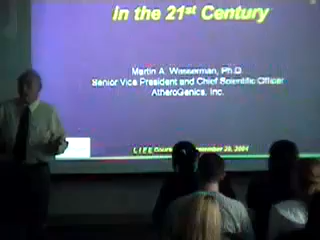 in the 21st Century
Martin A. Wasserman, Ph.D
Senior Vice President and Chief Scientific Officer
AtheroGenics, Inc.
LIFE 29, 2004